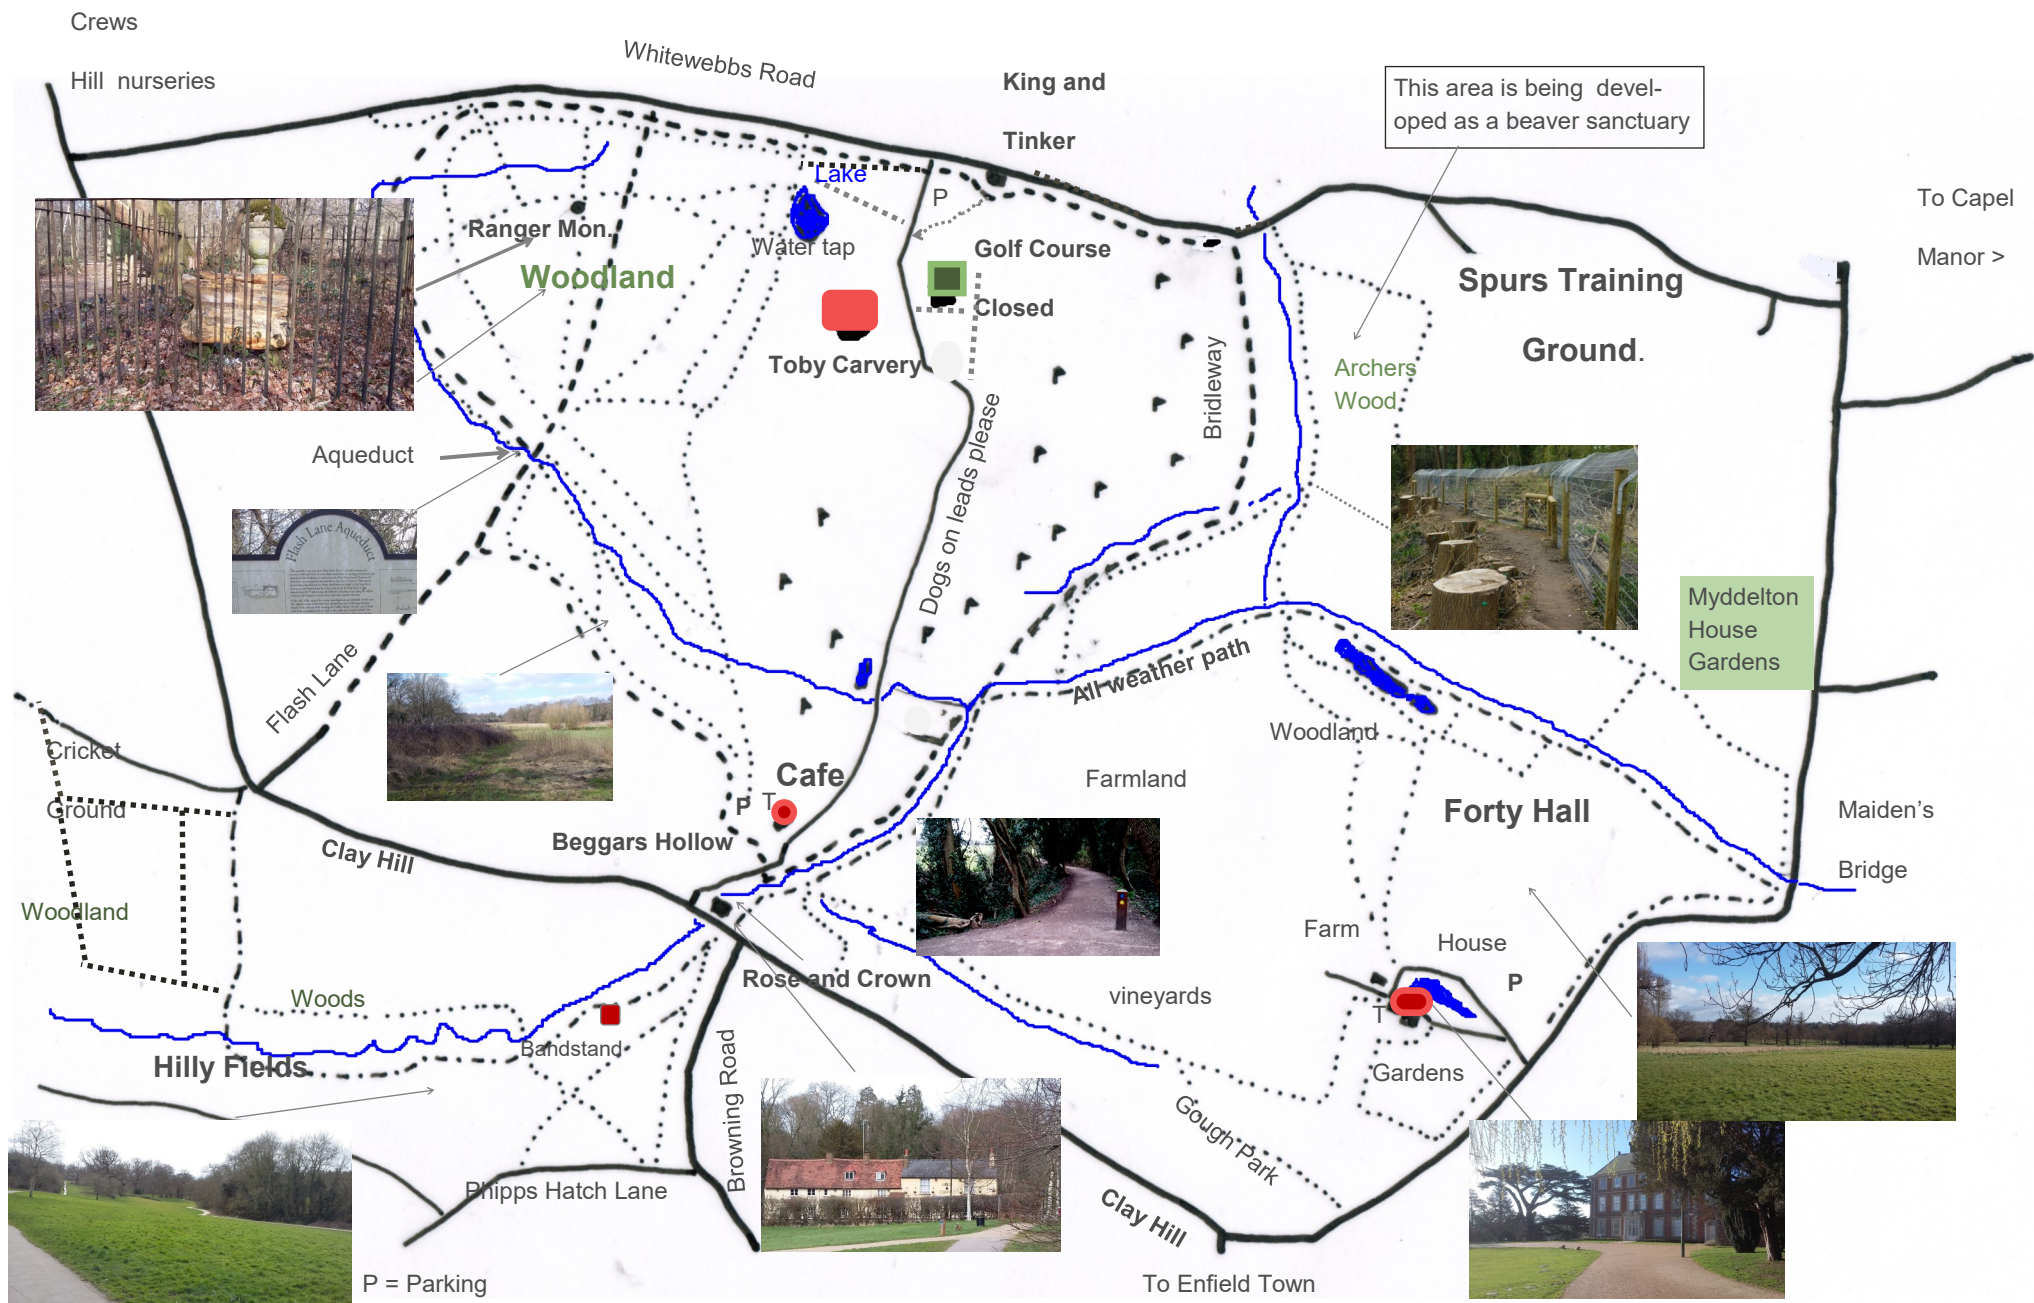 Crews
Hill nurseries
Whitewebbs Road
King and
Tinker
This area is being devel-
oped as a beaver sanctuary
To Capel
Manor >
Lake
P
Ranger Mon.
Water tap
Woodland
Golf Course
Closed
Spurs Training
Ground.
Toby Carvery
Bridleway
Archers
Wood
Aqueduct
Dogs on leads please
Flash Lane Aqueduct
Flash Lane
Myddelton
House
Gardens
All weather path
Woodland
Cricket
Ground
Cafe
P
T
Farmland
Forty Hall
Maiden's
Bridge
Beggars Hollow
Clay Hill
Woodland
Farm
House
P
Rose and Crown
Woods
vineyards
T
Bandstand
Hilly Fields
Gardens
Browning Road
Gough Park
Phipps Hatch Lane
Clay Hill
P = Parking
To Enfield Town